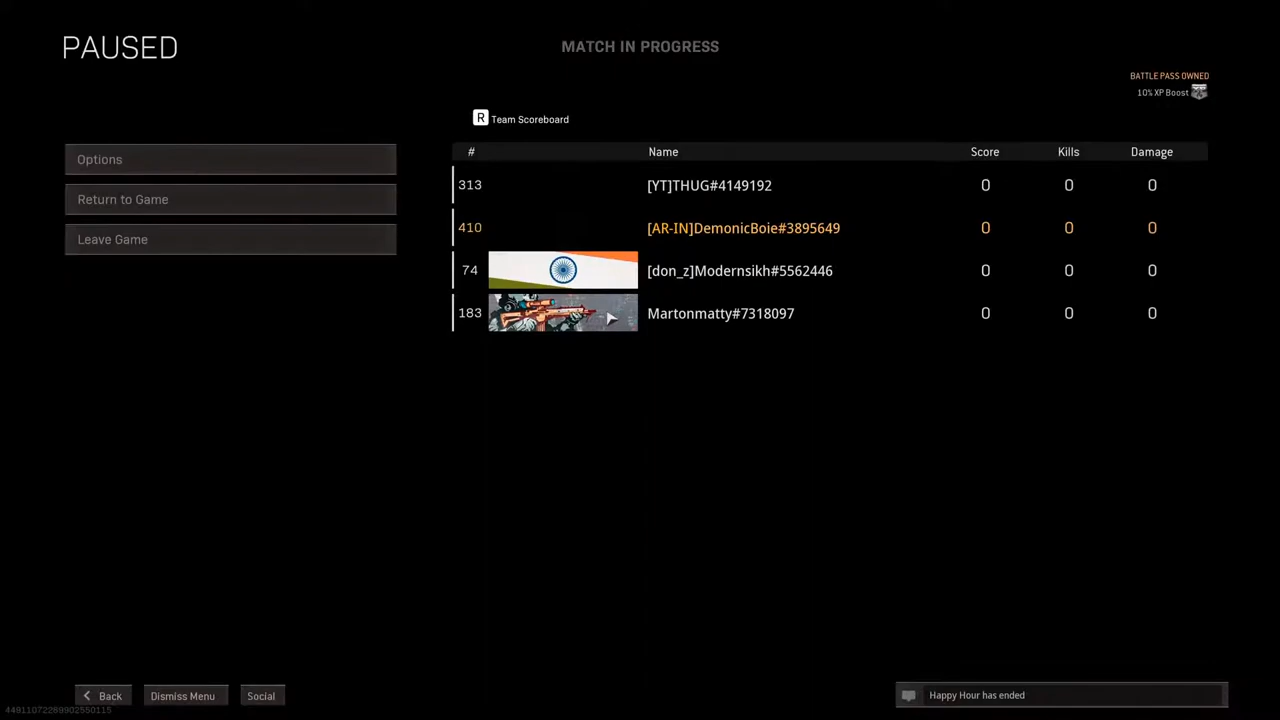 PAUSED
MATCH IN PROGRESS
BATTLE PASS OWNED
10% XP Boost
R Team Scoreboard
Options
Return to Game
Leave Game
# Name Score Kills Damage
313 [YT]THUG#4149192 0 0 0
410 [AR-IN]DemonicBoie#3895649 0 0 0
74 [don_z]Modernsikh#5562446 0 0 0
183 Martonmatty#7318097 0 0 0
Back Dismiss Menu Social
Happy Hour has ended